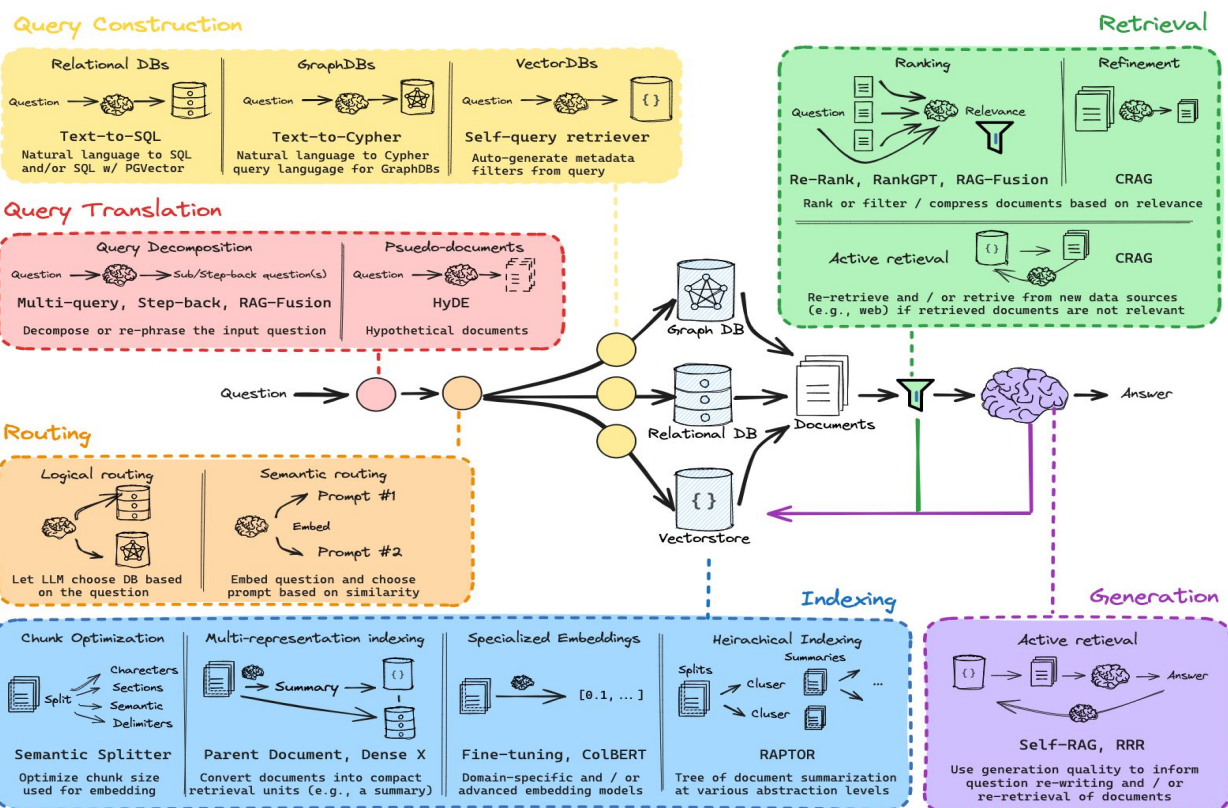 Query Construction
Relational DBs
Question
Text-to-SQL
Natural language to SQL
and/or SQL w/ PGVector
GraphDBs
Question
Text-to-Cypher
Natural language to Cypher
query langugage for GraphDBs
VectorDBs
Question
{ }
Self-query retriever
Auto-generate metadata
filters from query
Retrieval
Ranking
Question
Relevance
Re-Rank, RankGPT, RAG-Fusion
Refinement
CRAG
Rank or filter / compress documents based on relevance
Active retieval
{ }
CRAG
Re-retrieve and / or retrive from new data sources
(e.g., web) if retrieved documents are not relevant
Query Translation
Query Decomposition
Question
Sub/Step-back question(s)
Multi-query, Step-back, RAG-Fusion
Decompose or re-phrase the input question
Psuedo-documents
Question
HyDE
Hypothetical documents
Question
Graph DB
Relational DB
{ }
Vectorstore
Documents
Answer
Routing
Logical routing
Let LLM choose DB based
on the question
Semantic routing
Prompt #1
Embed
Prompt #2
Embed question and choose
prompt based on similarity
Indexing
Chunk Optimization
Split
Charecters
Sections
Semantic
Delimiters
Semantic Splitter
Optimize chunk size
used for embedding
Multi-representation indexing
Summary
{ }
Parent Document, Dense X
Convert documents into compact
retrieval units (e.g., a summary)
Specialized Embeddings
[0.1, ...]
Fine-tuning, ColBERT
Domain-specific and / or
advanced embedding models
Heirachical Indexing
Splits
Summaries
Cluser
Cluser
...
RAPTOR
Tree of document summarization
at various abstraction levels
Generation
Active retieval
{ }
Answer
Self-RAG, RRR
Use generation quality to inform
question re-writing and / or
re-retrieval of documents